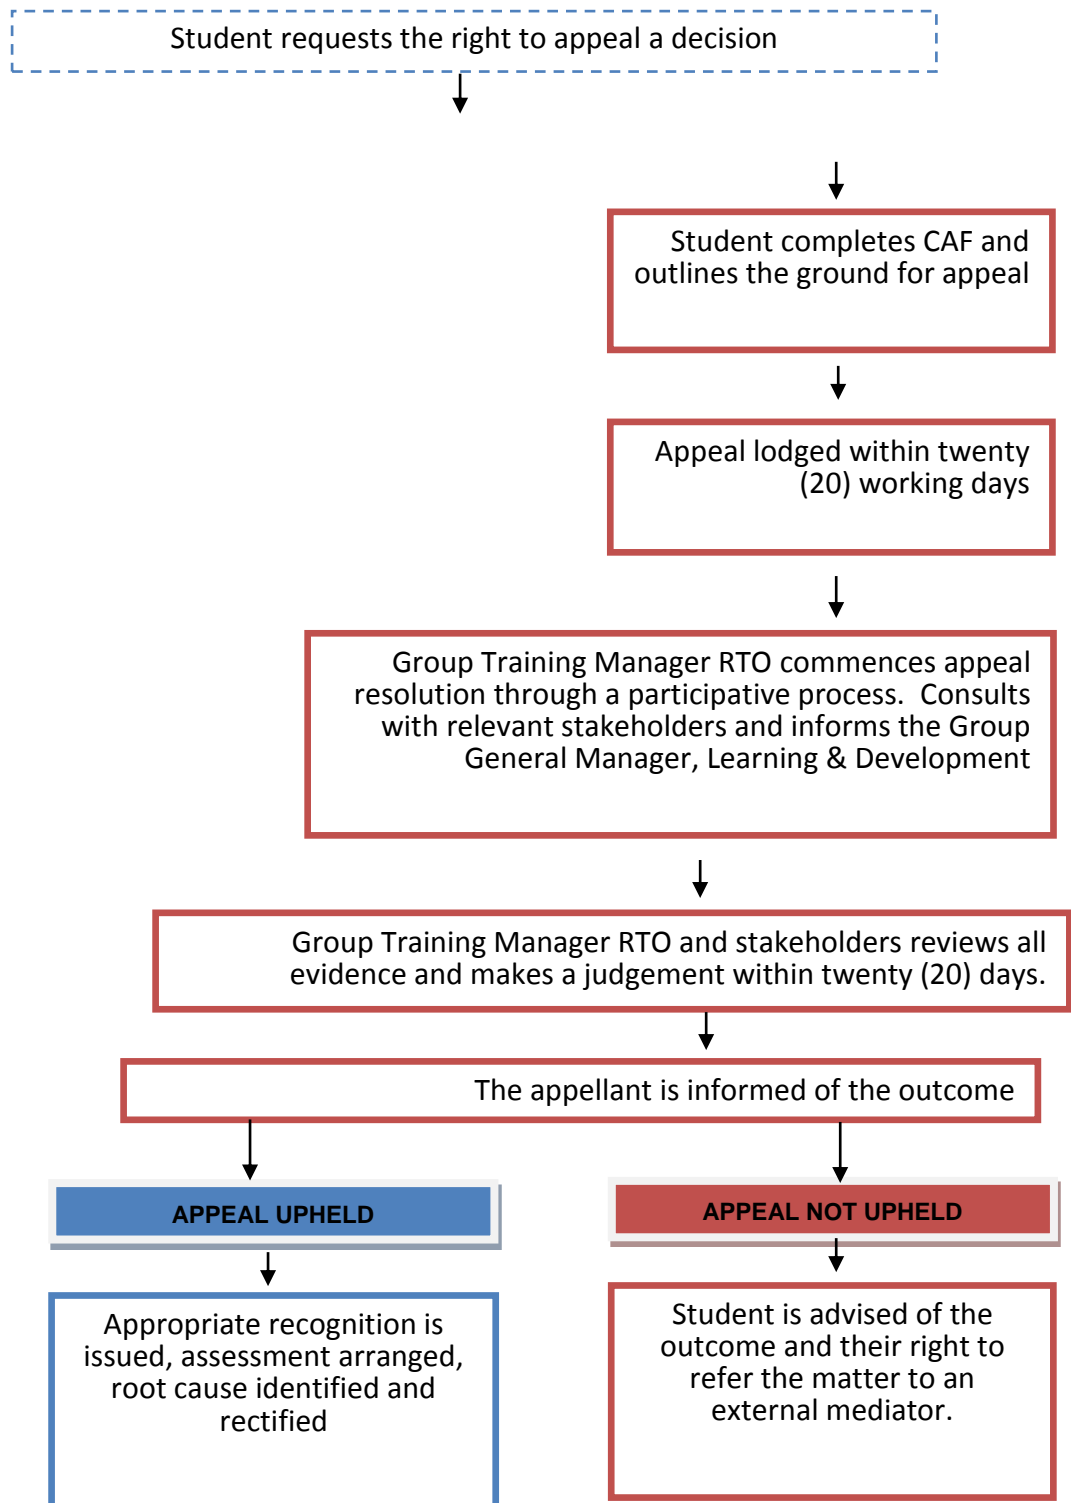 Student requests the right to appeal a decision
Student completes CAF and
outlines the ground for appeal
Appeal lodged within twenty
(20) working days
Group Training Manager RTO commences appeal
resolution through a participative process.  Consults
with relevant stakeholders and informs the Group
General Manager, Learning & Development
Group Training Manager RTO and stakeholders reviews all
evidence and makes a judgement within twenty (20) days.
The appellant is informed of the outcome
APPEAL UPHELD
APPEAL NOT UPHELD
Appropriate recognition is
issued, assessment arranged,
root cause identified and
rectified
Student is advised of the
outcome and their right to
refer the matter to an
external mediator.